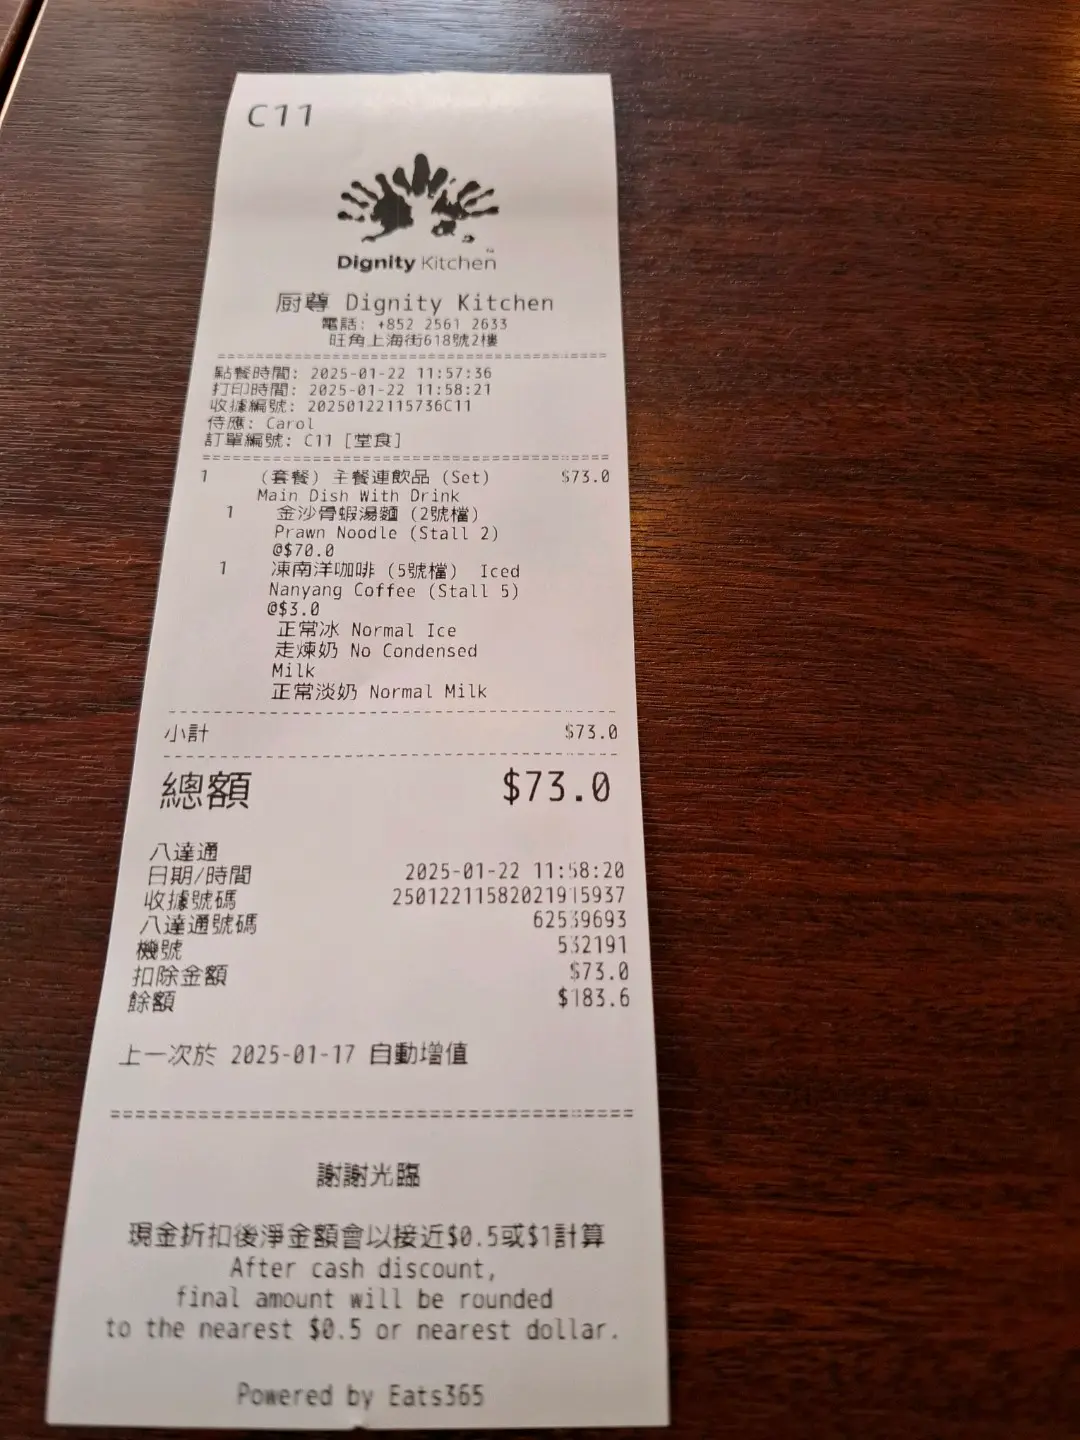 C11
Dignity Kitchen
厨尊 Dignity Kitchen
電話: +852 2561 2633
旺角上海街618號2樓
點餐時間: 2025-01-22 11:57:36
打印時間: 2025-01-22 11:58:21
收據編號: 20250122115736C11
侍應: Carol
訂單編號: C11 [堂食]
1 (套餐) 主餐連飲品 (Set) $73.0
Main Dish With Drink
1 金沙骨蝦湯麵 (2號檔)
Prawn Noodle (Stall 2)
@$70.0
1 凍南洋咖啡 (5號檔) Iced
Nanyang Coffee (Stall 5)
@$3.0
正常冰 Normal Ice
走煉奶 No Condensed
Milk
正常淡奶 Normal Milk
小計 $73.0
總額 $73.0
八達通
日期/時間 2025-01-22 11:58:20
收據號碼 25012211582021915937
八達通號碼 62539693
機號 532191
扣除金額 $73.0
餘額 $183.6
上一次於 2025-01-17 自動增值
謝謝光臨
現金折扣後淨金額會以接近$0.5或$1計算
After cash discount,
final amount will be rounded
to the nearest $0.5 or nearest dollar.
Powered by Eats365